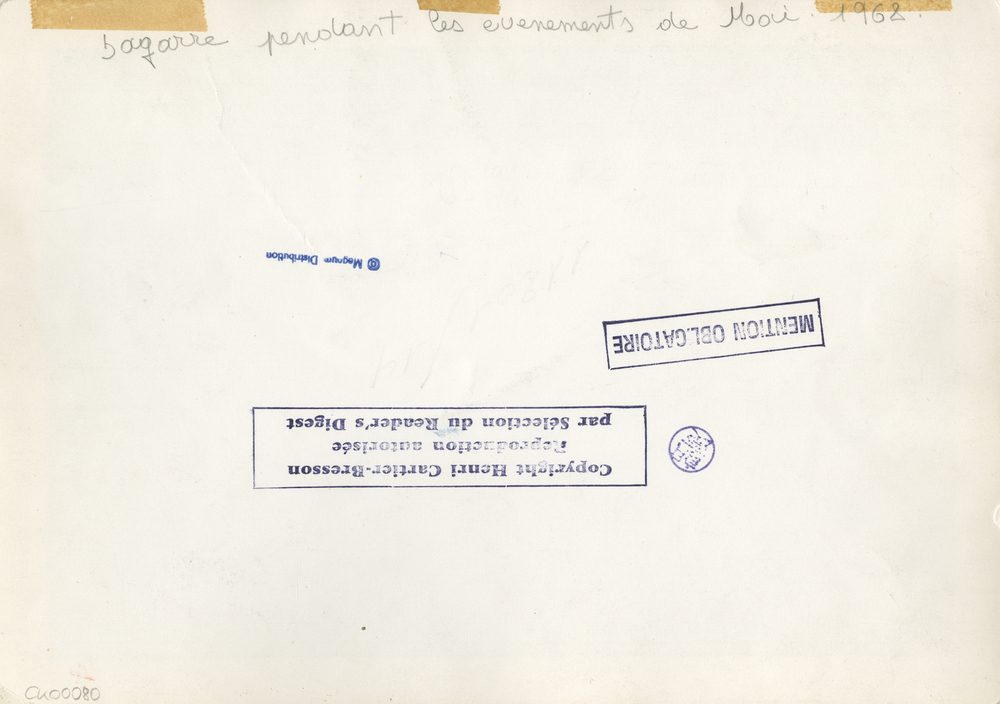 bagarre pendant les evenements de Mai 1968.
© Magnum Distribution
MENTION OBLIGATOIRE
Copyright Henri Cartier-Bresson
Reproduction autorisée
par Sélection du Reader's Digest